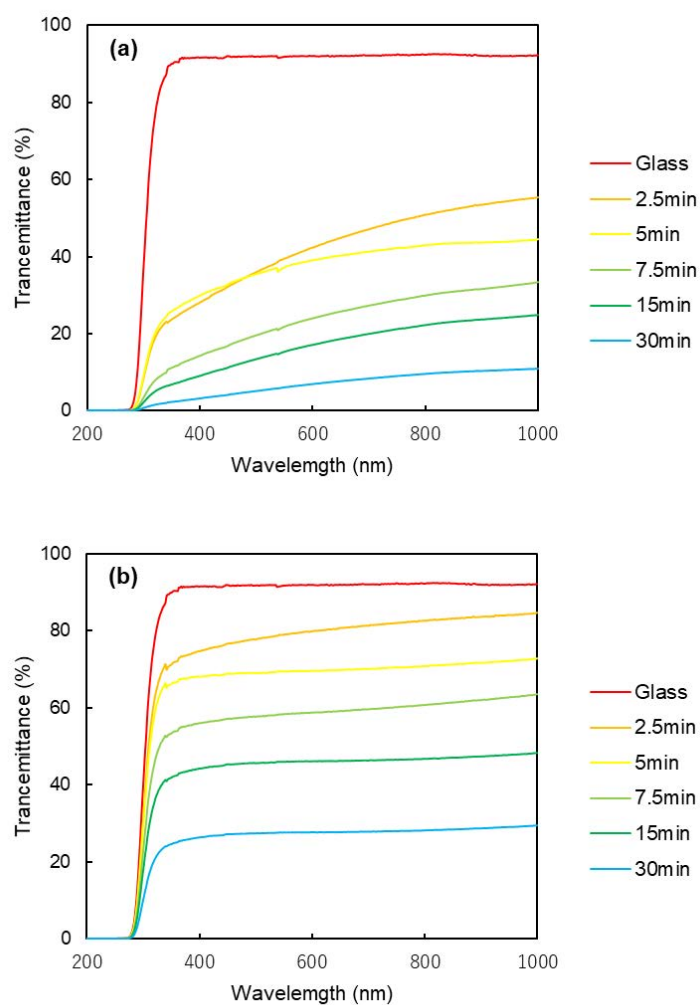 (a)
Trancemittance (%)
100
80
60
40
20
0
200
400
600
800
1000
Wavelemgth (nm)
Glass
2.5min
5min
7.5min
15min
30min
(b)
Trancemittance (%)
100
80
60
40
20
0
200
400
600
800
1000
Wavelemgth (nm)
Glass
2.5min
5min
7.5min
15min
30min